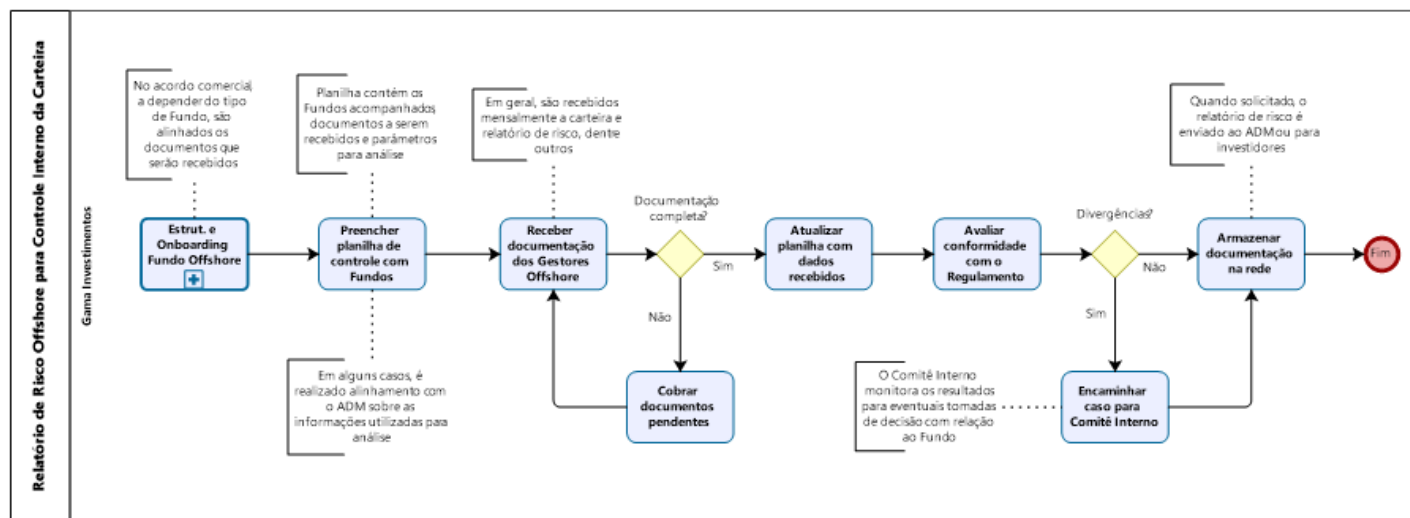 Relatório de Risco Offshore para Controle Interno da Carteira
Gama Investimentos
No acordo comercial,
a depender do tipo
de Fundo, são
alinhados os
documentos que
serão recebidos
Estrut. e
Onboarding
Fundo Offshore
Planilha contém os
Fundos acompanhados,
documentos a serem
recebidos e parâmetros
para análise
Preencher
planilha de
controle com
Fundos
Em alguns casos, é
realizado alinhamento com
o ADM sobre as
informações utilizadas para
análise
Em geral, são recebidos
mensalmente a carteira e
relatório de risco, dentre
outros
Receber
documentação
dos Gestores
Offshore
Documentação
completa?
Sim
Não
Cobrar
documentos
pendentes
Atualizar
planilha com
dados
recebidos
Avaliar
conformidade
com o
Regulamento
Divergências?
Não
Sim
O Comitê Interno
monitora os resultados
para eventuais tomadas
de decisão com relação
ao Fundo
Encaminhar
caso para
Comitê Interno
Quando solicitado, o
relatório de risco é
enviado ao ADM ou para
investidores
Armazenar
documentação
na rede
Fim